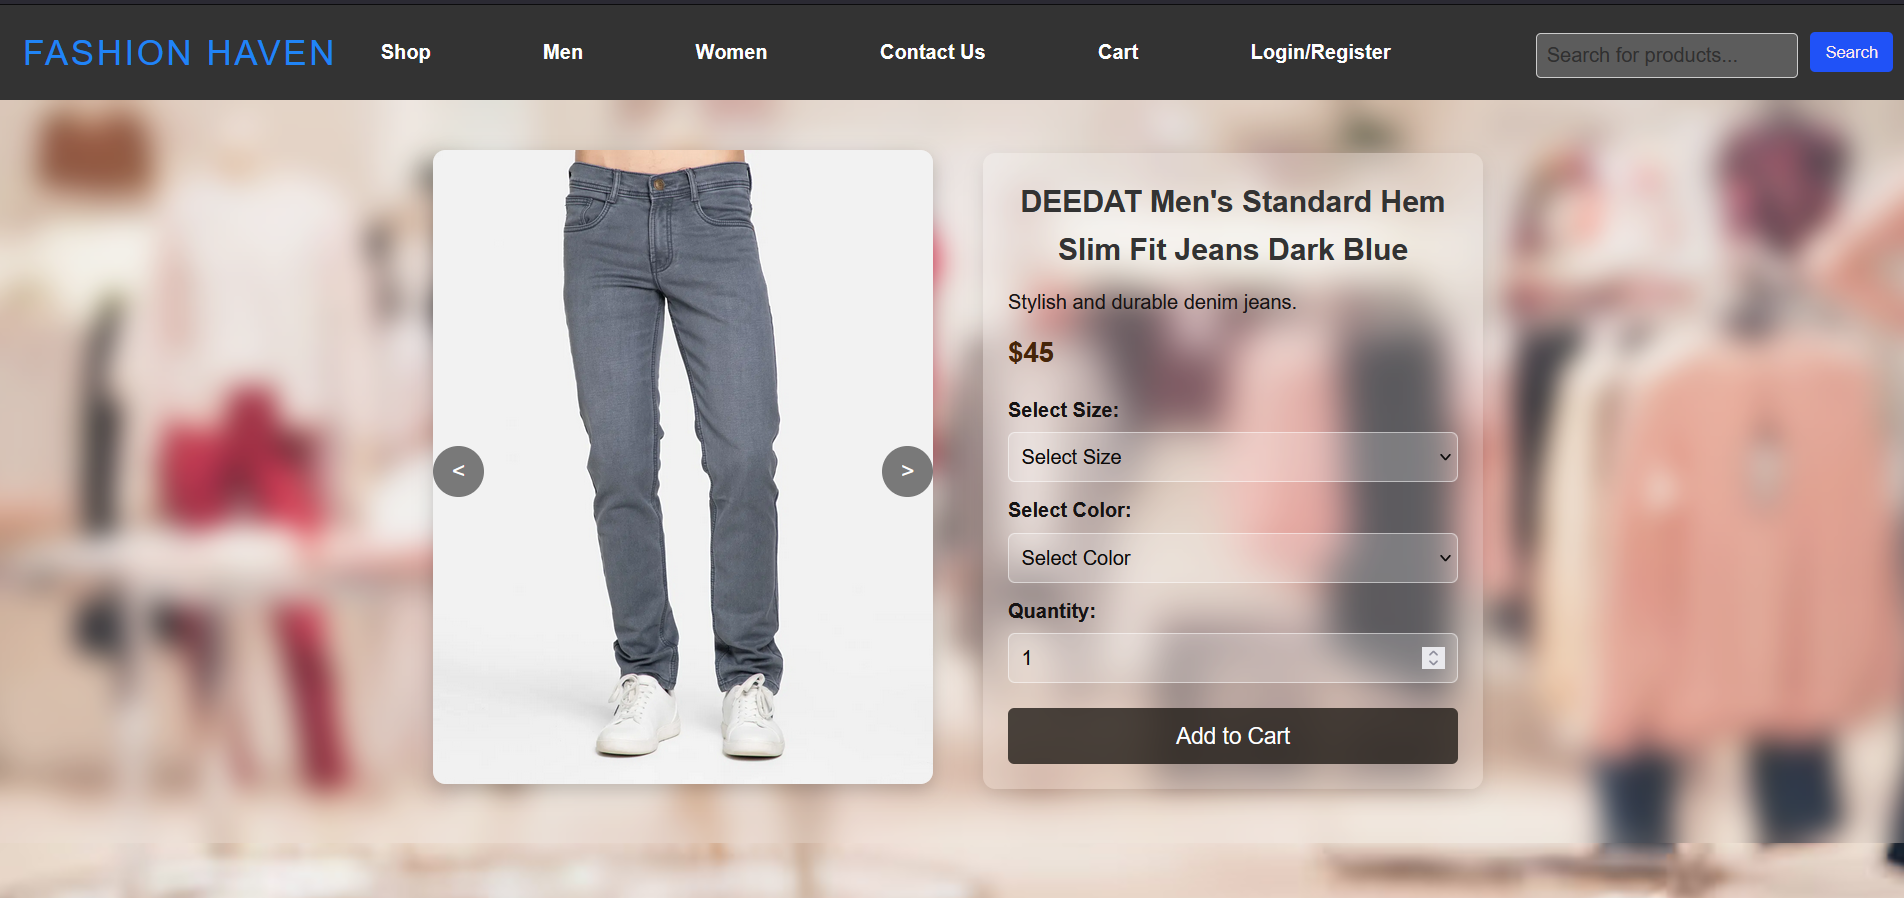 FASHION HAVEN
Shop
Men
Women
Contact Us
Cart
Login/Register
Search for products...
Search
DEEDAT Men's Standard Hem
Slim Fit Jeans Dark Blue
Stylish and durable denim jeans.
$45
Select Size:
Select Size
Select Color:
Select Color
Quantity:
1
Add to Cart
<
>